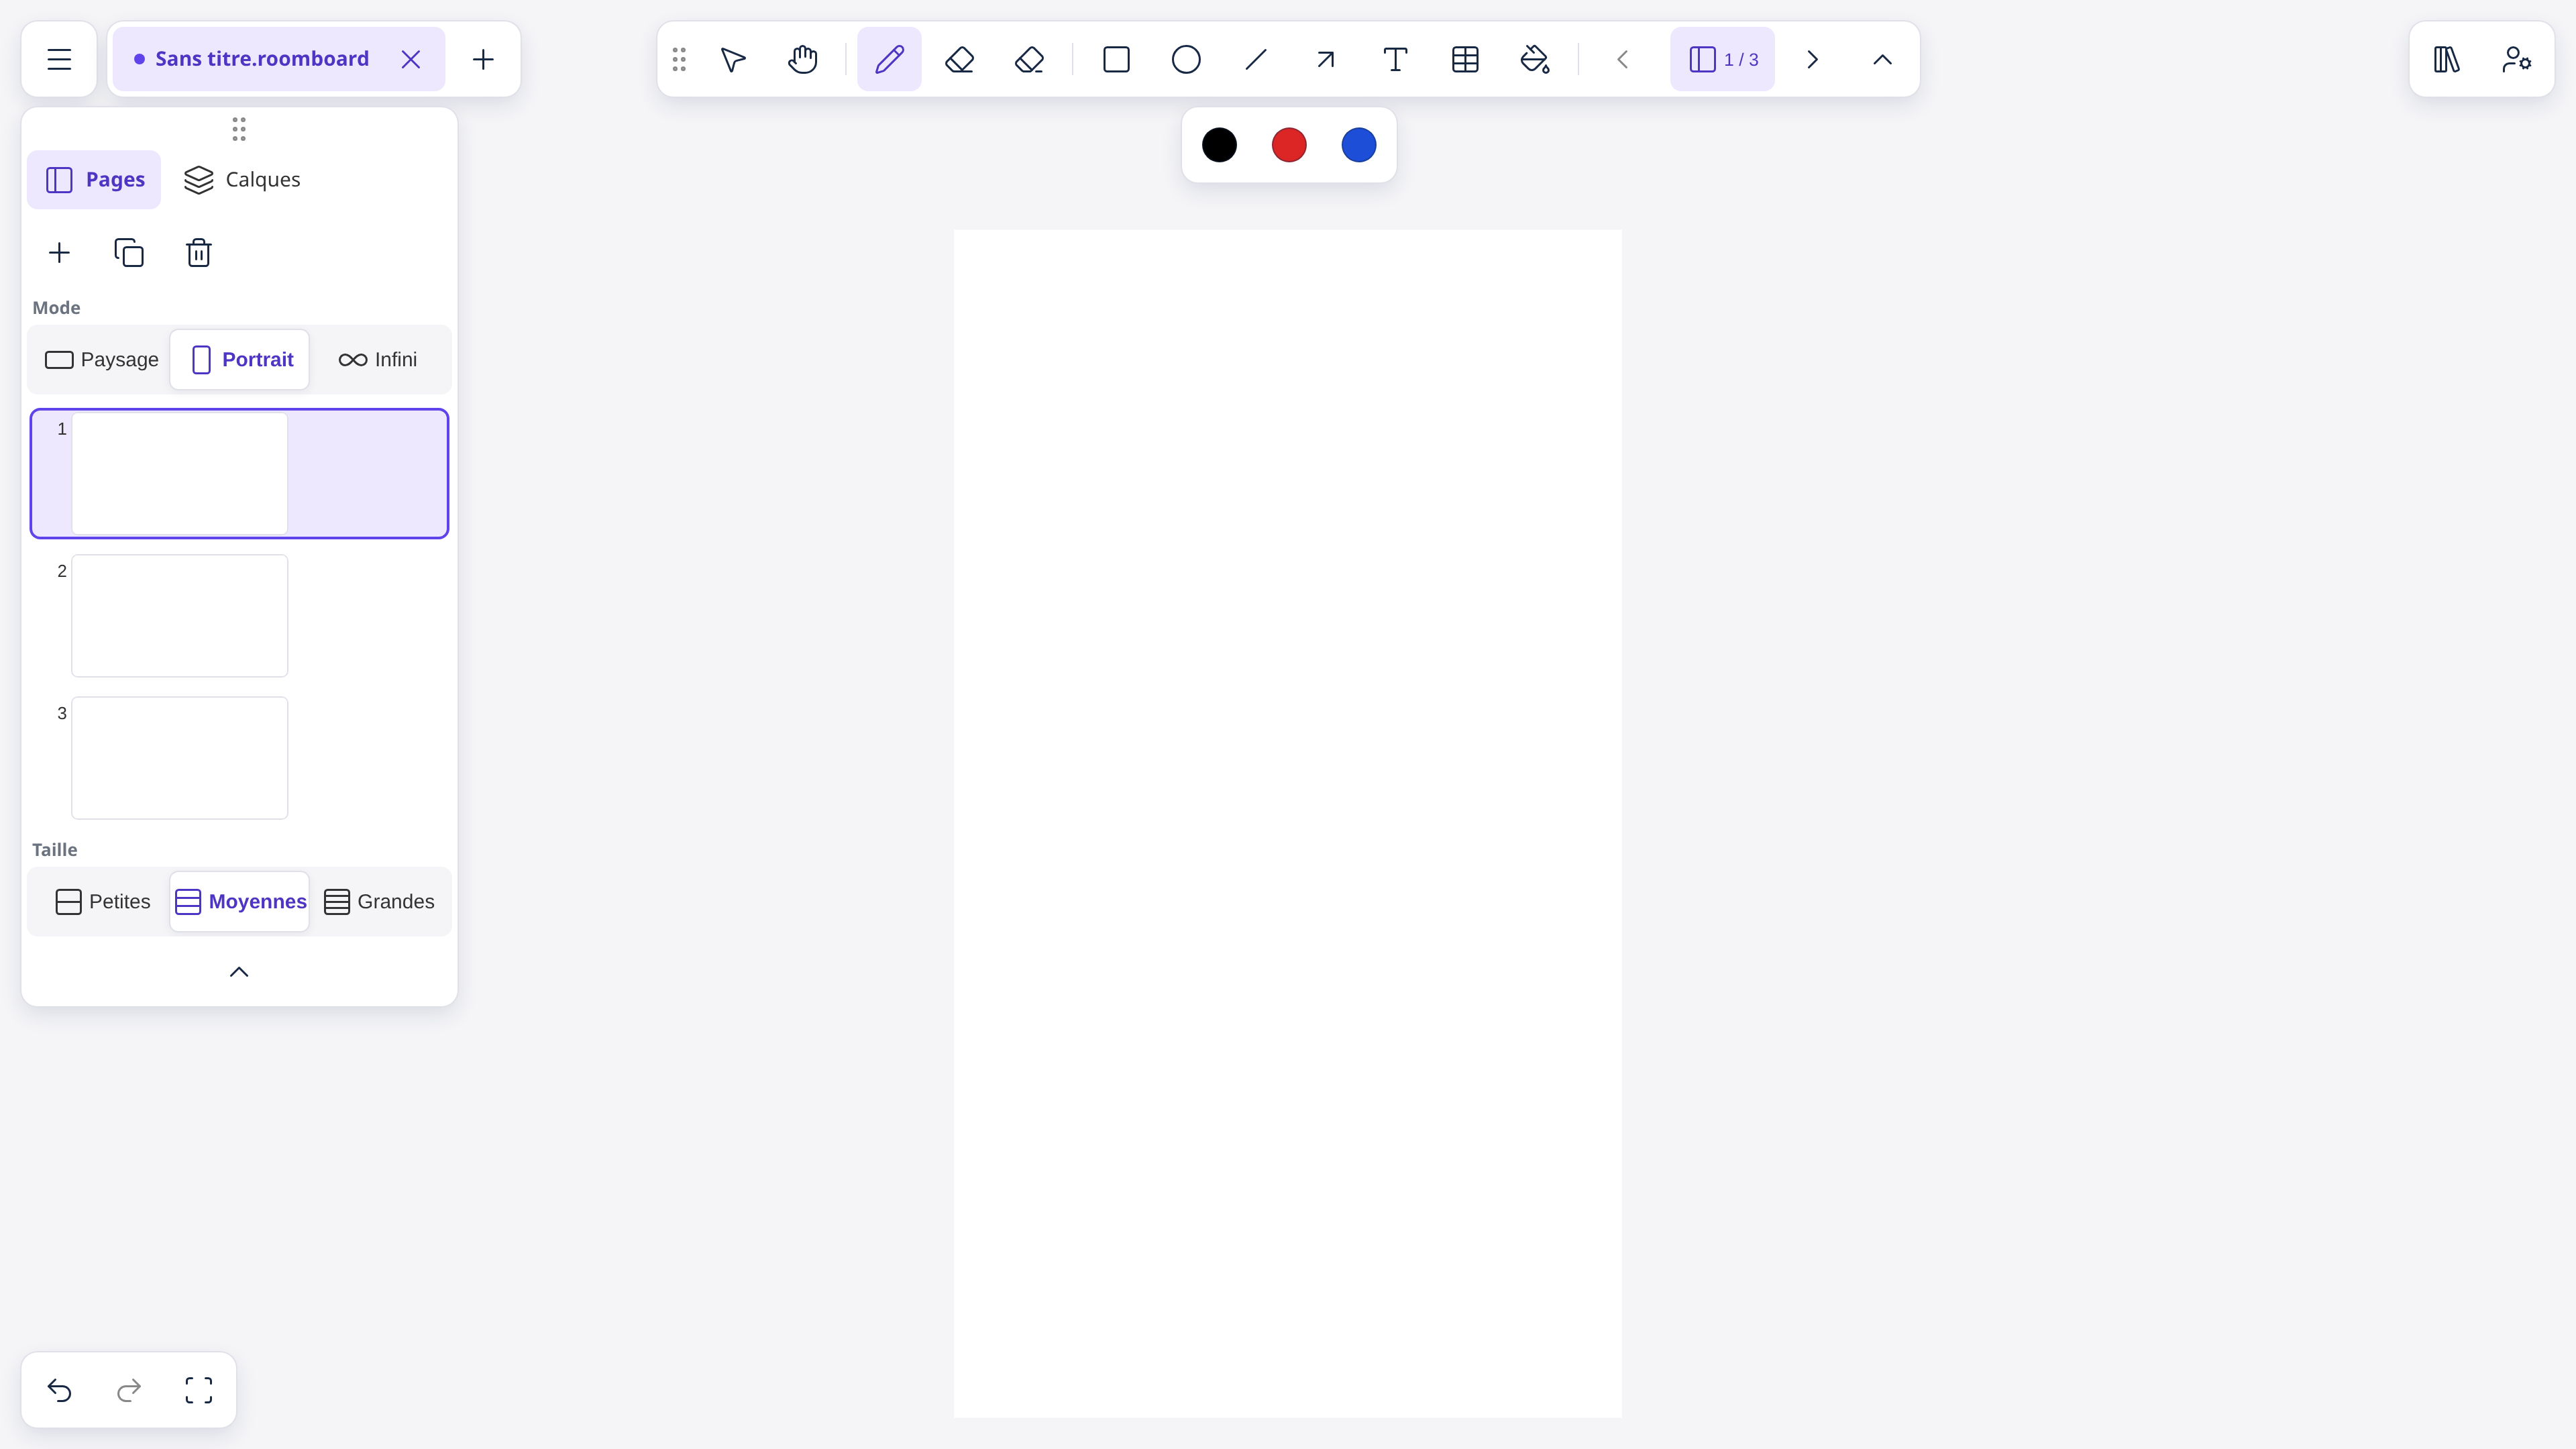 Sans titre.roomboard
1 / 3
Pages
Calques
Mode
Paysage
Portrait
Infini
1
2
3
Taille
Petites
Moyennes
Grandes